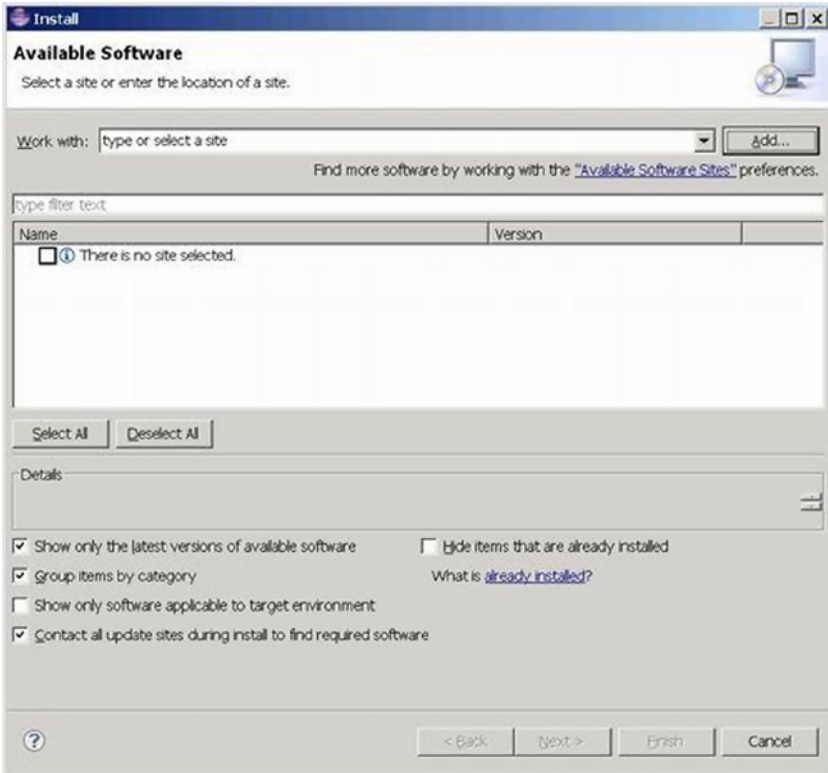 Install
Available Software
Select a site or enter the location of a site.
Work with: type or select a site Add...
Find more software by working with the "Available Software Sites" preferences.
type filter text
Name Version
There is no site selected.
Select All Deselect All
Details
Show only the latest versions of available software Hide items that are already installed
Group items by category What is already installed?
Show only software applicable to target environment
Contact all update sites during install to find required software
? < Back Next > Finish Cancel